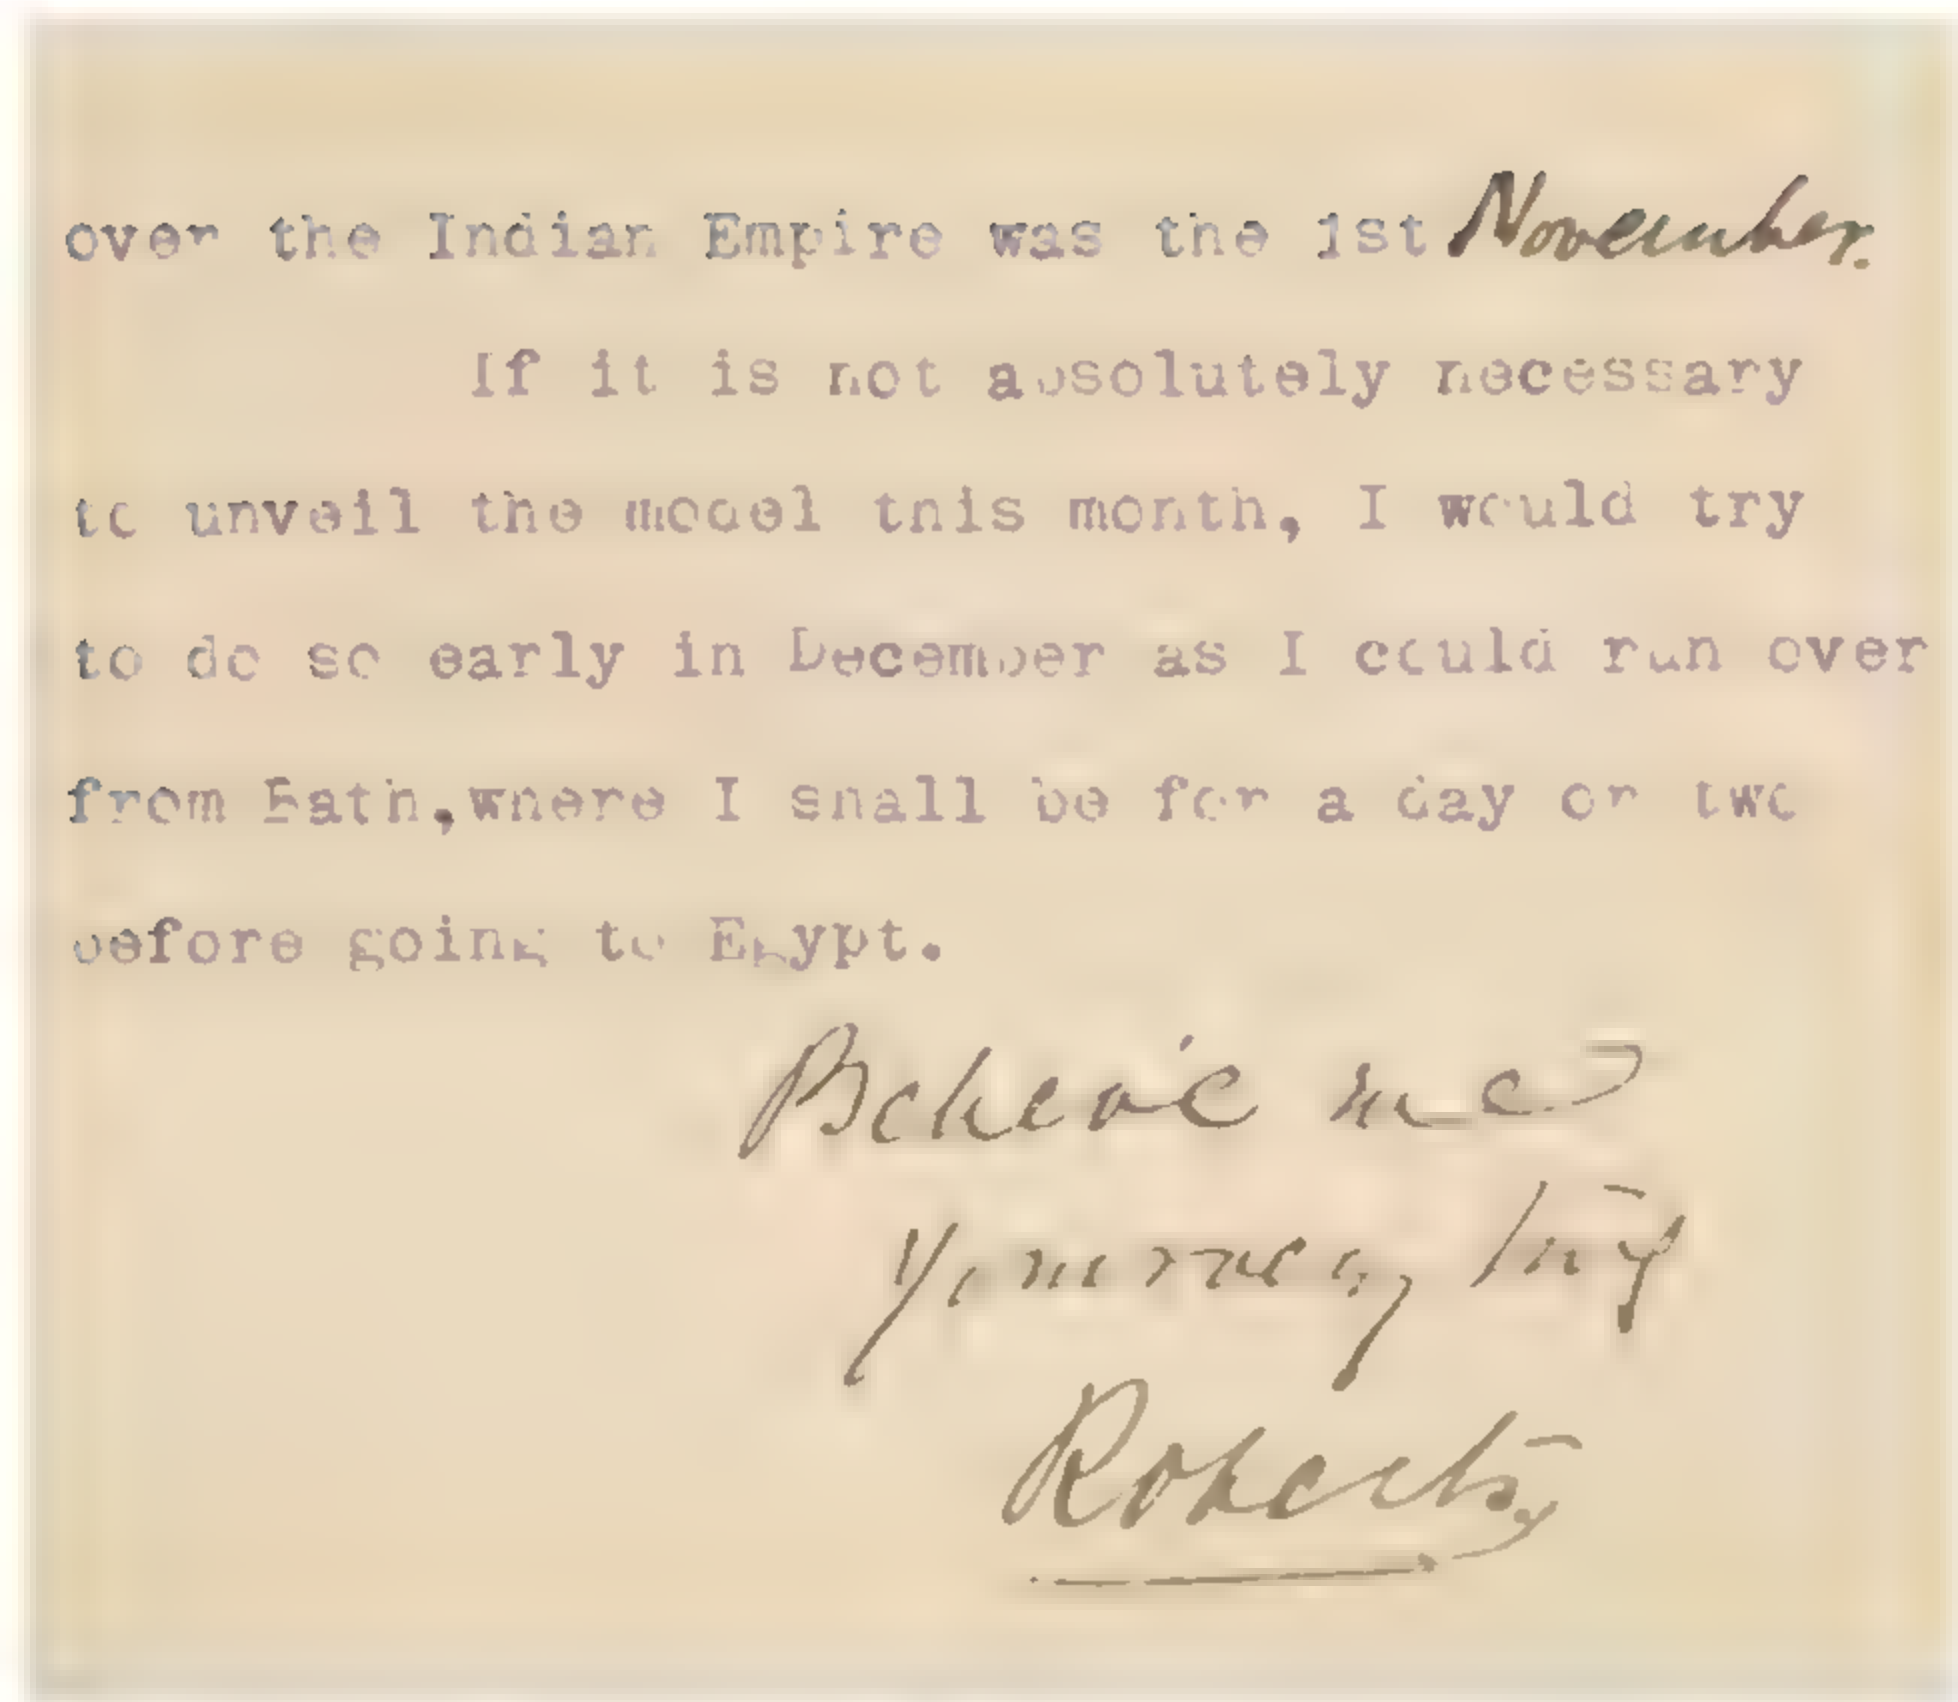 over the Indian Empire was the 1st November.
If it is not absolutely necessary
to unveil the model this month, I would try
to do so early in December as I could run over
from Bath,where I shall be for a day or two
before going to Egypt.
Believe me
Yours very truly
Roberts